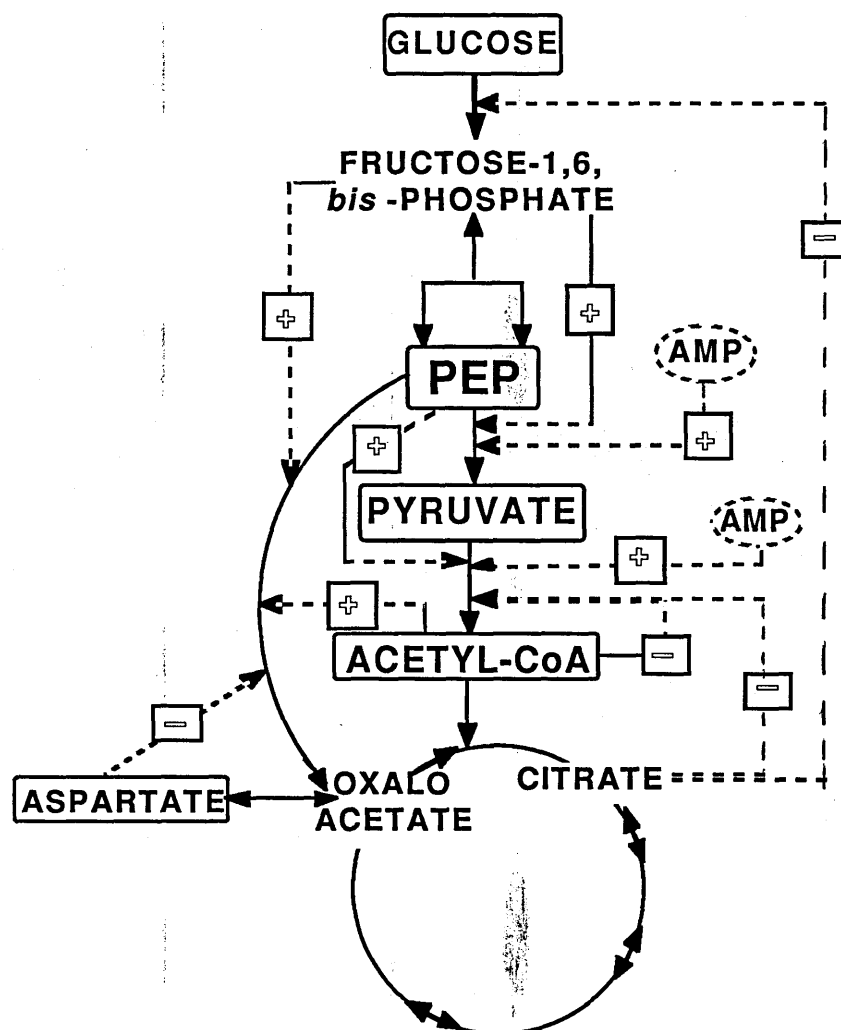 GLUCOSE
FRUCTOSE-1,6,
bis -PHOSPHATE
−
+
+
AMP
PEP
+
+
PYRUVATE
AMP
+
+
ACETYL-CoA
−
−
−
OXALO
ACETATE
CITRATE
ASPARTATE